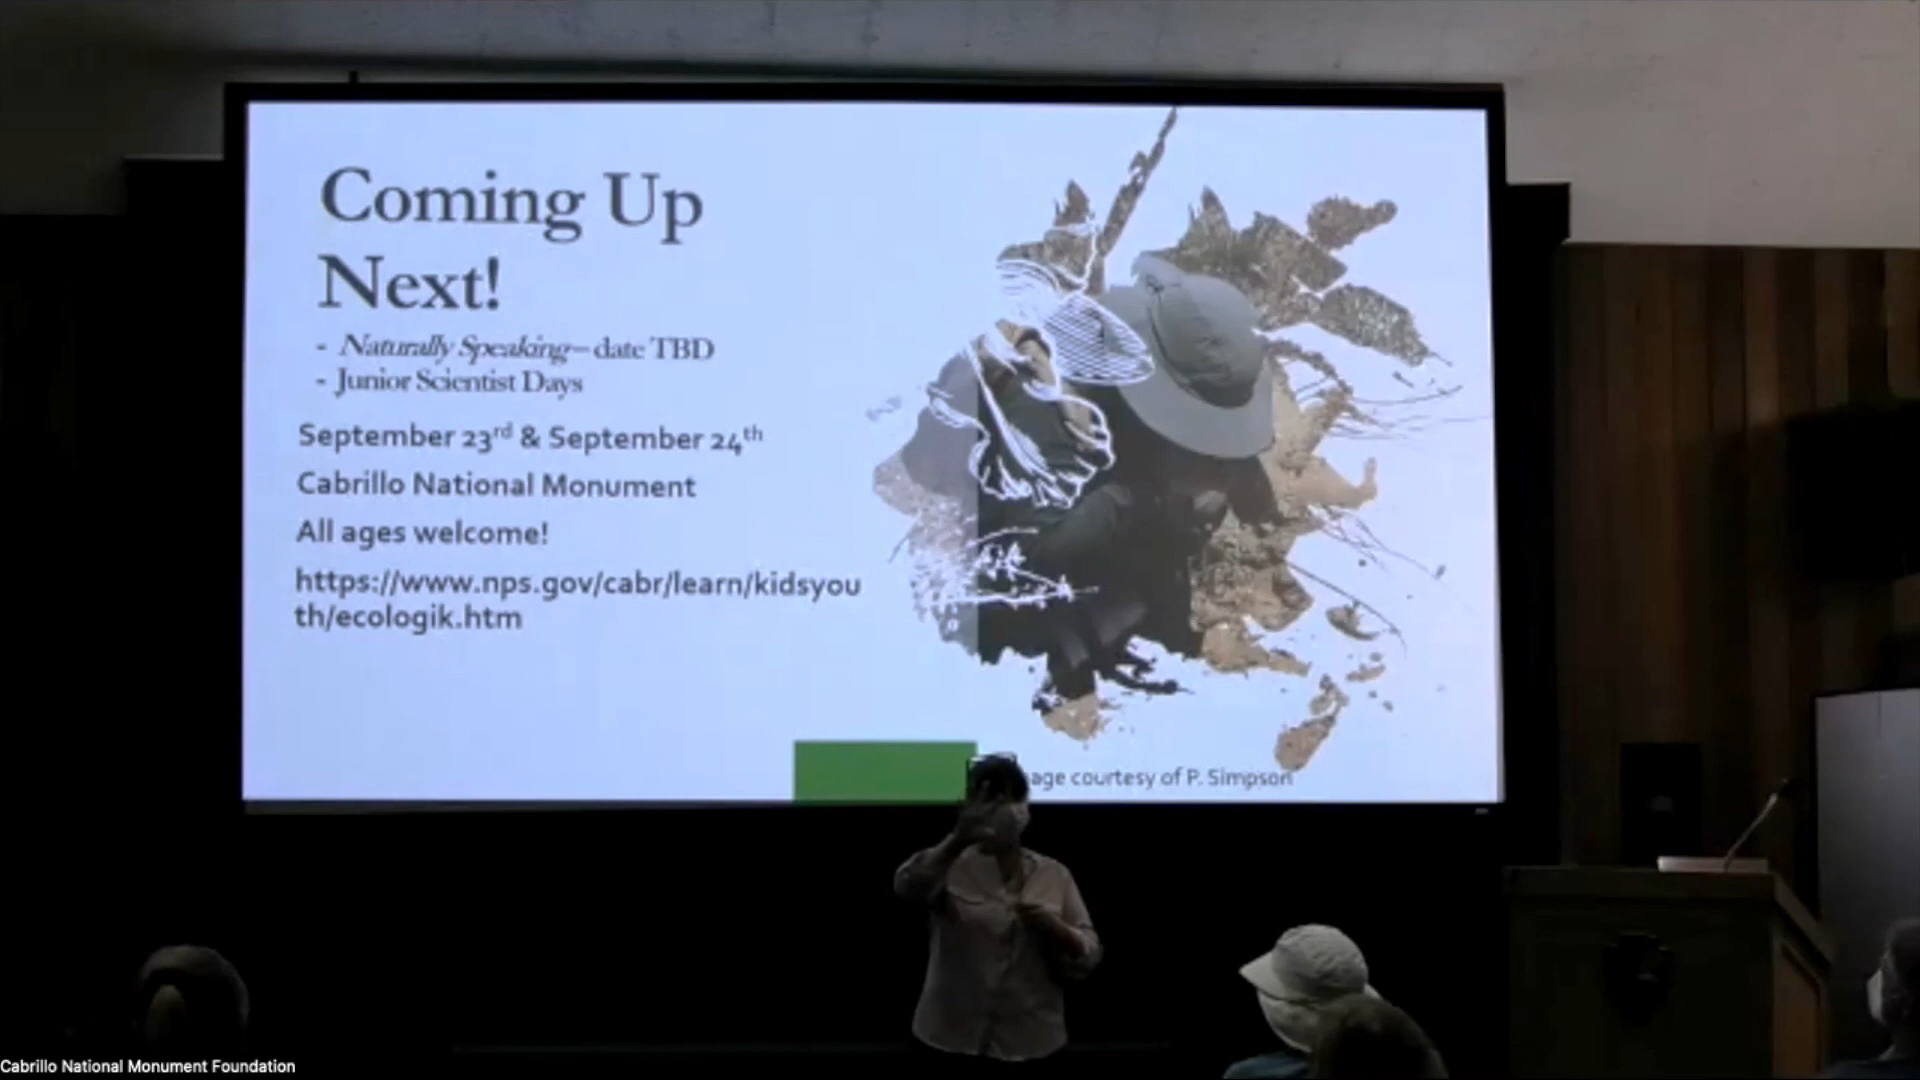 Coming Up
Next!
- Naturally Speaking– date TBD
- Junior Scientist Days
September 23rd & September 24th
Cabrillo National Monument
All ages welcome!
https://www.nps.gov/cabr/learn/kidsyou
th/ecologik.htm
courtesy of P. Simpson
Cabrillo National Monument Foundation